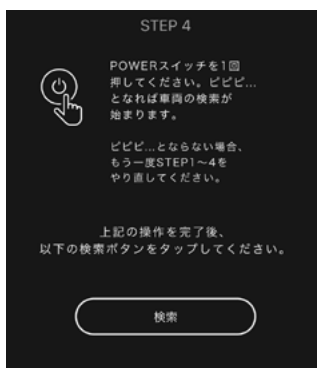 STEP 4
POWERスイッチを1回
押してください。ピピピ...
となれば車両の検索が
始まります。
ピピピ...とならない場合、
もう一度STEP1〜4を
やり直してください。
上記の操作を完了後、
以下の検索ボタンをタップしてください。
検索